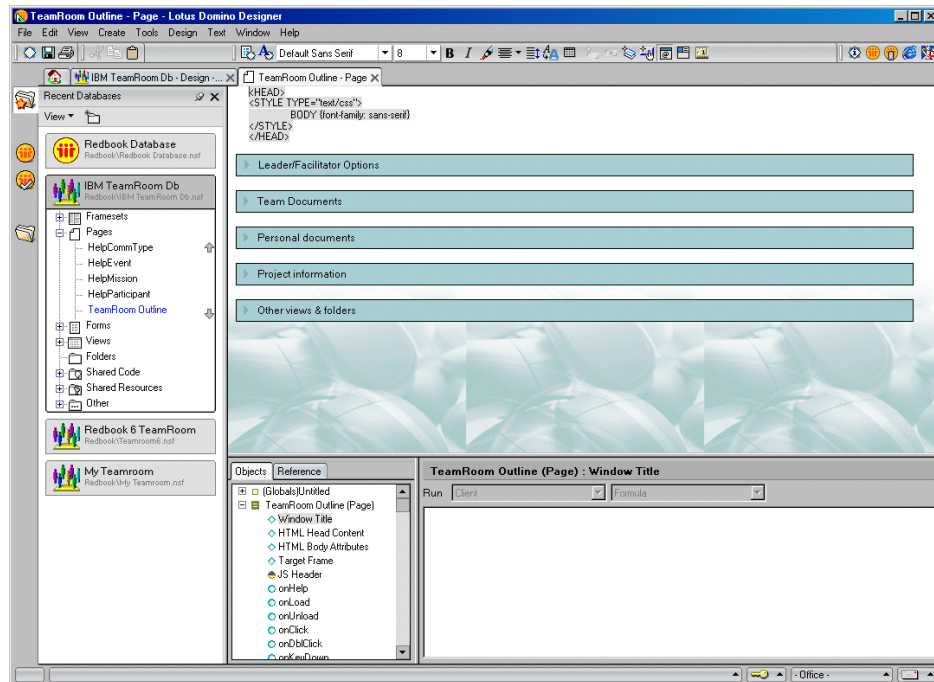 TeamRoom Outline - Page - Lotus Domino Designer
File Edit View Create Tools Design Text Window Help
Default Sans Serif 8 B I
IBM TeamRoom Db - Design -... TeamRoom Outline - Page
Recent Databases
View
Redbook Database
Redbook\Redbook Database.nsf
IBM TeamRoom Db
Redbook\IBM TeamRoom Db.nsf
Framesets
Pages
HelpCommType
HelpEvent
HelpMission
HelpParticipant
TeamRoom Outline
Forms
Views
Folders
Shared Code
Shared Resources
Other
Redbook 6 TeamRoom
Redbook\Teamroom6.nsf
My Teamroom
Redbook\My Teamroom.nsf
<HEAD>
<STYLE TYPE="text/css">
BODY {font-family: sans-serif}
</STYLE>
</HEAD>
Leader/Facilitator Options
Team Documents
Personal documents
Project information
Other views & folders
Objects Reference
(Globals)Untitled
TeamRoom Outline (Page)
Window Title
HTML Head Content
HTML Body Attributes
Target Frame
JS Header
onHelp
onLoad
onUnload
onClick
onDblClick
onKeyDown
TeamRoom Outline (Page) : Window Title
Run Client Formula
- Office -